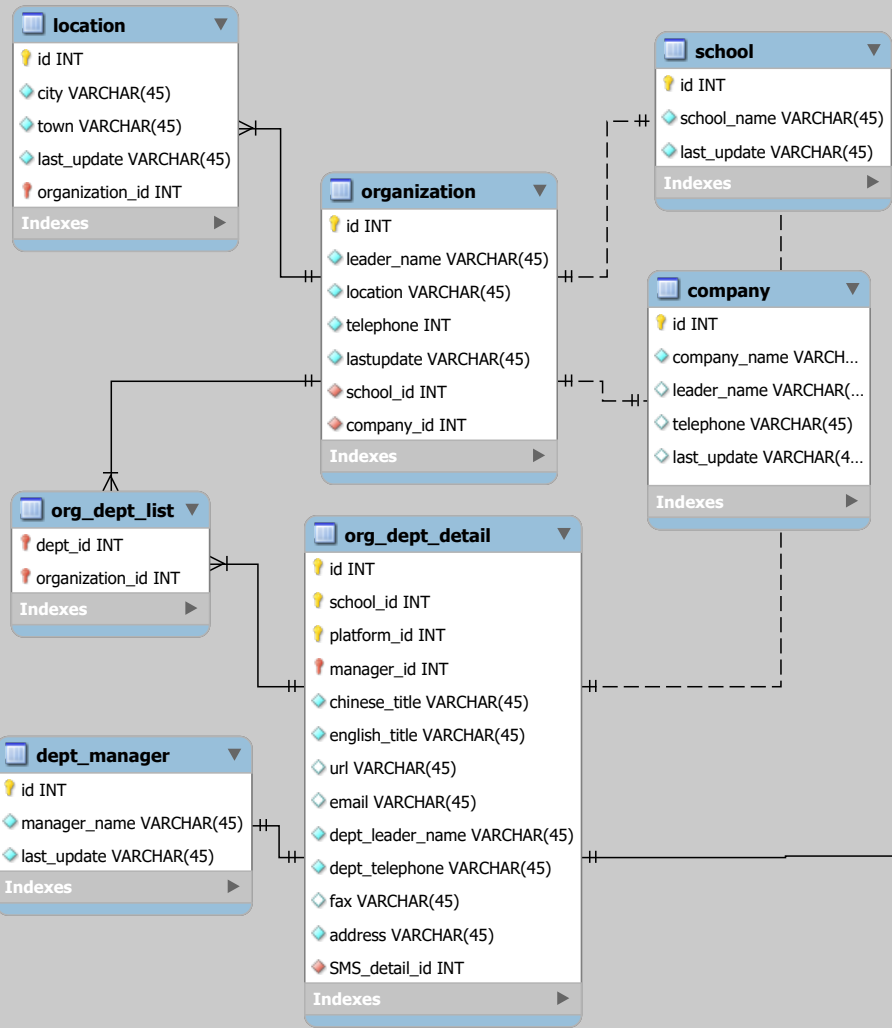 location
id INT
city VARCHAR(45)
town VARCHAR(45)
last_update VARCHAR(45)
organization_id INT
Indexes
school
id INT
school_name VARCHAR(45)
last_update VARCHAR(45)
Indexes
organization
id INT
leader_name VARCHAR(45)
location VARCHAR(45)
telephone INT
lastupdate VARCHAR(45)
school_id INT
company_id INT
Indexes
company
id INT
company_name VARCH...
leader_name VARCHAR(...
telephone VARCHAR(45)
last_update VARCHAR(4...
Indexes
org_dept_list
dept_id INT
organization_id INT
Indexes
org_dept_detail
id INT
school_id INT
platform_id INT
manager_id INT
chinese_title VARCHAR(45)
english_title VARCHAR(45)
url VARCHAR(45)
email VARCHAR(45)
dept_leader_name VARCHAR(45)
dept_telephone VARCHAR(45)
fax VARCHAR(45)
address VARCHAR(45)
SMS_detail_id INT
Indexes
dept_manager
id INT
manager_name VARCHAR(45)
last_update VARCHAR(45)
Indexes